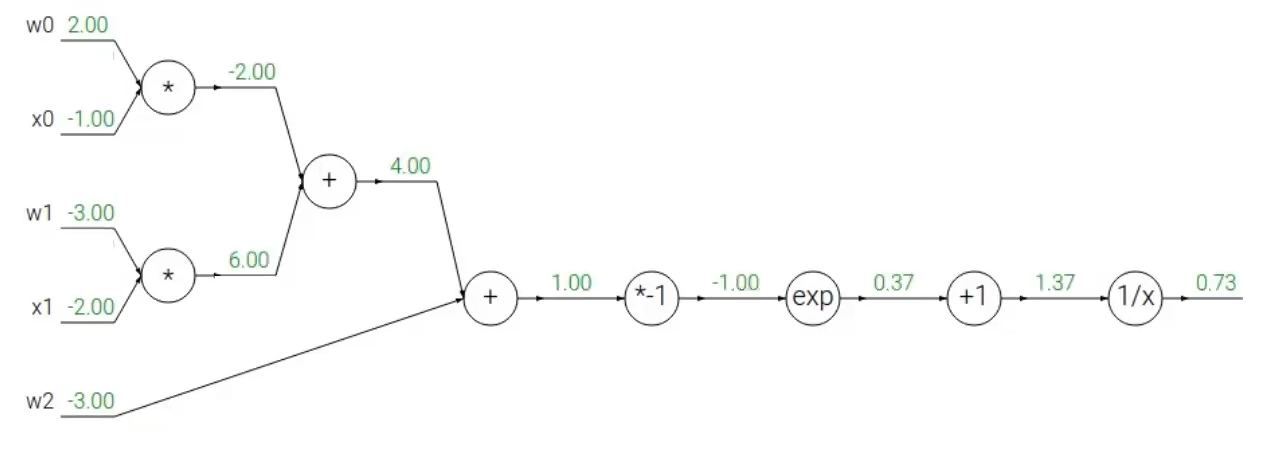 w0 2.00
* -2.00
x0 -1.00
+ 4.00
w1 -3.00
* 6.00
x1 -2.00
+ 1.00 *-1 -1.00 exp 0.37 +1 1.37 1/x 0.73
w2 -3.00